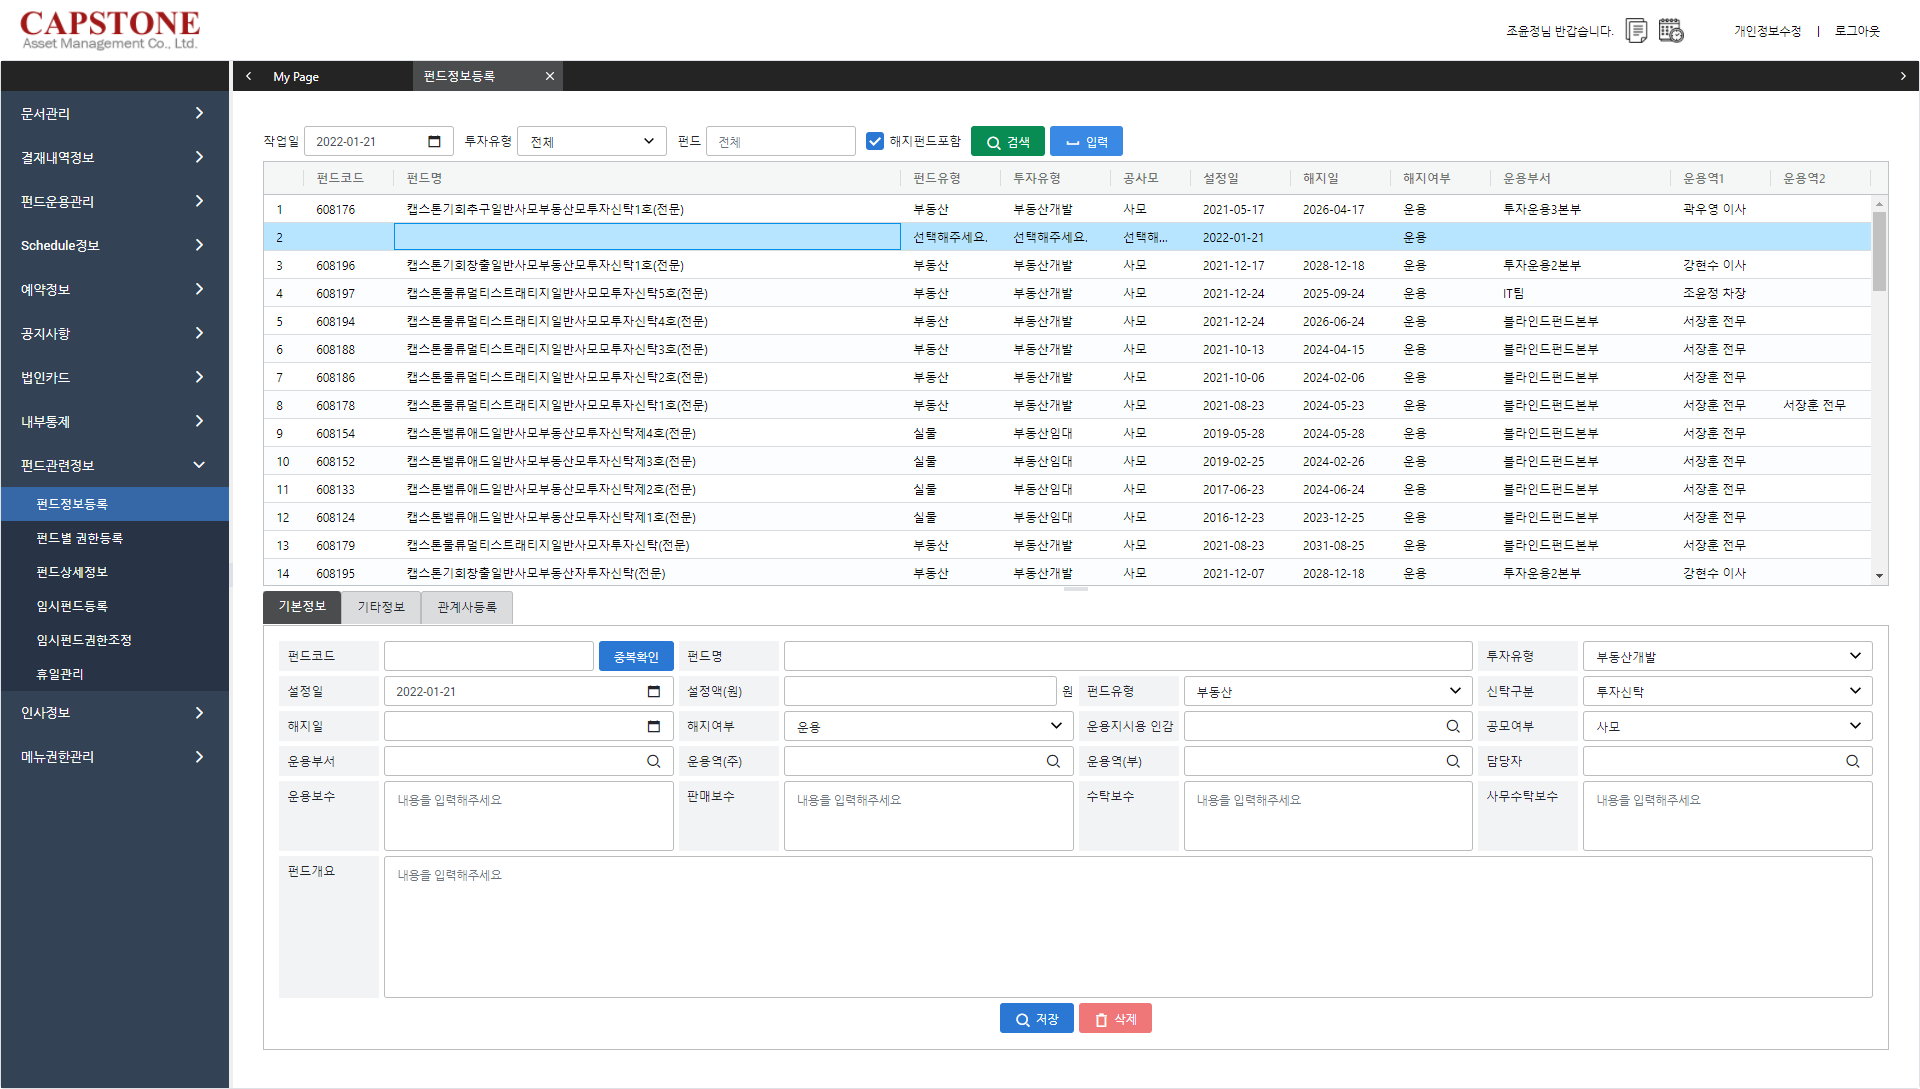 CAPSTONE
Asset Management Co., Ltd.
조윤정님 반갑습니다.
개인정보수정 | 로그아웃
My Page
펀드정보등록
문서관리
결재내역정보
펀드운용관리
Schedule정보
예약정보
공지사항
법인카드
내부통제
펀드관련정보
펀드정보등록
펀드별 권한등록
펀드상세정보
임시펀드등록
임시펀드권한조정
휴일관리
인사정보
메뉴권한관리
작업일 2022-01-21 투자유형 전체 펀드 전체 해지펀드포함 검색 입력
펀드코드 펀드명 펀드유형 투자유형 공사모 설정일 해지일 해지여부 운용부서 운용역1 운용역2
1 608176 캡스톤기회추구일반사모부동산모투자신탁1호(전문) 부동산 부동산개발 사모 2021-05-17 2026-04-17 운용 투자운용3본부 곽우영 이사
2 선택해주세요. 선택해주세요. 선택해... 2022-01-21 운용
3 608196 캡스톤기회창출일반사모부동산모투자신탁1호(전문) 부동산 부동산개발 사모 2021-12-17 2028-12-18 운용 투자운용2본부 강현수 이사
4 608197 캡스톤물류멀티스트래티지일반사모모투자신탁5호(전문) 부동산 부동산개발 사모 2021-12-24 2025-09-24 운용 IT팀 조윤정 차장
5 608194 캡스톤물류멀티스트래티지일반사모모투자신탁4호(전문) 부동산 부동산개발 사모 2021-12-24 2026-06-24 운용 블라인드펀드본부 서장훈 전무
6 608188 캡스톤물류멀티스트래티지일반사모모투자신탁3호(전문) 부동산 부동산개발 사모 2021-10-13 2024-04-15 운용 블라인드펀드본부 서장훈 전무
7 608186 캡스톤물류멀티스트래티지일반사모모투자신탁2호(전문) 부동산 부동산개발 사모 2021-10-06 2024-02-06 운용 블라인드펀드본부 서장훈 전무
8 608178 캡스톤물류멀티스트래티지일반사모모투자신탁1호(전문) 부동산 부동산개발 사모 2021-08-23 2024-05-23 운용 블라인드펀드본부 서장훈 전무 서장훈 전무
9 608154 캡스톤밸류애드일반사모부동산모투자신탁제4호(전문) 실물 부동산임대 사모 2019-05-28 2024-05-28 운용 블라인드펀드본부 서장훈 전무
10 608152 캡스톤밸류애드일반사모부동산모투자신탁제3호(전문) 실물 부동산임대 사모 2019-02-25 2024-02-26 운용 블라인드펀드본부 서장훈 전무
11 608133 캡스톤밸류애드일반사모부동산모투자신탁제2호(전문) 실물 부동산임대 사모 2017-06-23 2024-06-24 운용 블라인드펀드본부 서장훈 전무
12 608124 캡스톤밸류애드일반사모부동산모투자신탁제1호(전문) 실물 부동산임대 사모 2016-12-23 2023-12-25 운용 블라인드펀드본부 서장훈 전무
13 608179 캡스톤물류멀티스트래티지일반사모자투자신탁(전문) 부동산 부동산개발 사모 2021-08-23 2031-08-25 운용 블라인드펀드본부 서장훈 전무
14 608195 캡스톤기회창출일반사모부동산자투자신탁(전문) 부동산 부동산개발 사모 2021-12-07 2028-12-18 운용 투자운용2본부 강현수 이사
기본정보 기타정보 관계사등록
펀드코드 중복확인 펀드명 투자유형 부동산개발
설정일 2022-01-21 설정액(원) 원 펀드유형 부동산 신탁구분 투자신탁
해지일 해지여부 운용 운용지시용 인감 공모여부 사모
운용부서 운용역(주) 운용역(부) 담당자
운용보수 내용을 입력해주세요 판매보수 내용을 입력해주세요 수탁보수 내용을 입력해주세요 사무수탁보수 내용을 입력해주세요
펀드개요 내용을 입력해주세요
저장 삭제